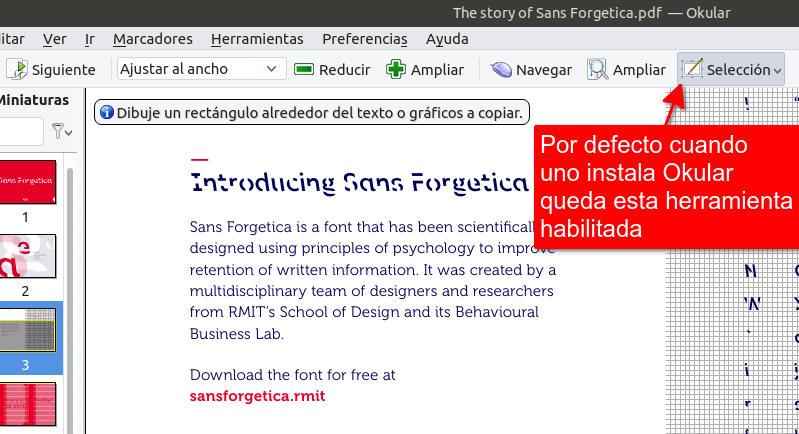 The story of Sans Forgetica.pdf — Okular
itar Ver Ir Marcadores Herramientas Preferencias Ayuda
Siguiente Ajustar al ancho Reducir Ampliar Navegar Ampliar Selección
Miniaturas
Dibuje un rectángulo alrededor del texto o gráficos a copiar.
Por defecto cuando
uno instala Okular
queda esta herramienta
habilitada
Sans Forgetica
1
2
3
Introducing Sans Forgetica
Sans Forgetica is a font that has been scientifically
designed using principles of psychology to improve
retention of written information. It was created by a
multidisciplinary team of designers and researchers
from RMIT’s School of Design and its Behavioural
Business Lab.
Download the font for free at
sansforgetica.rmit
!
N
W
i
j
r